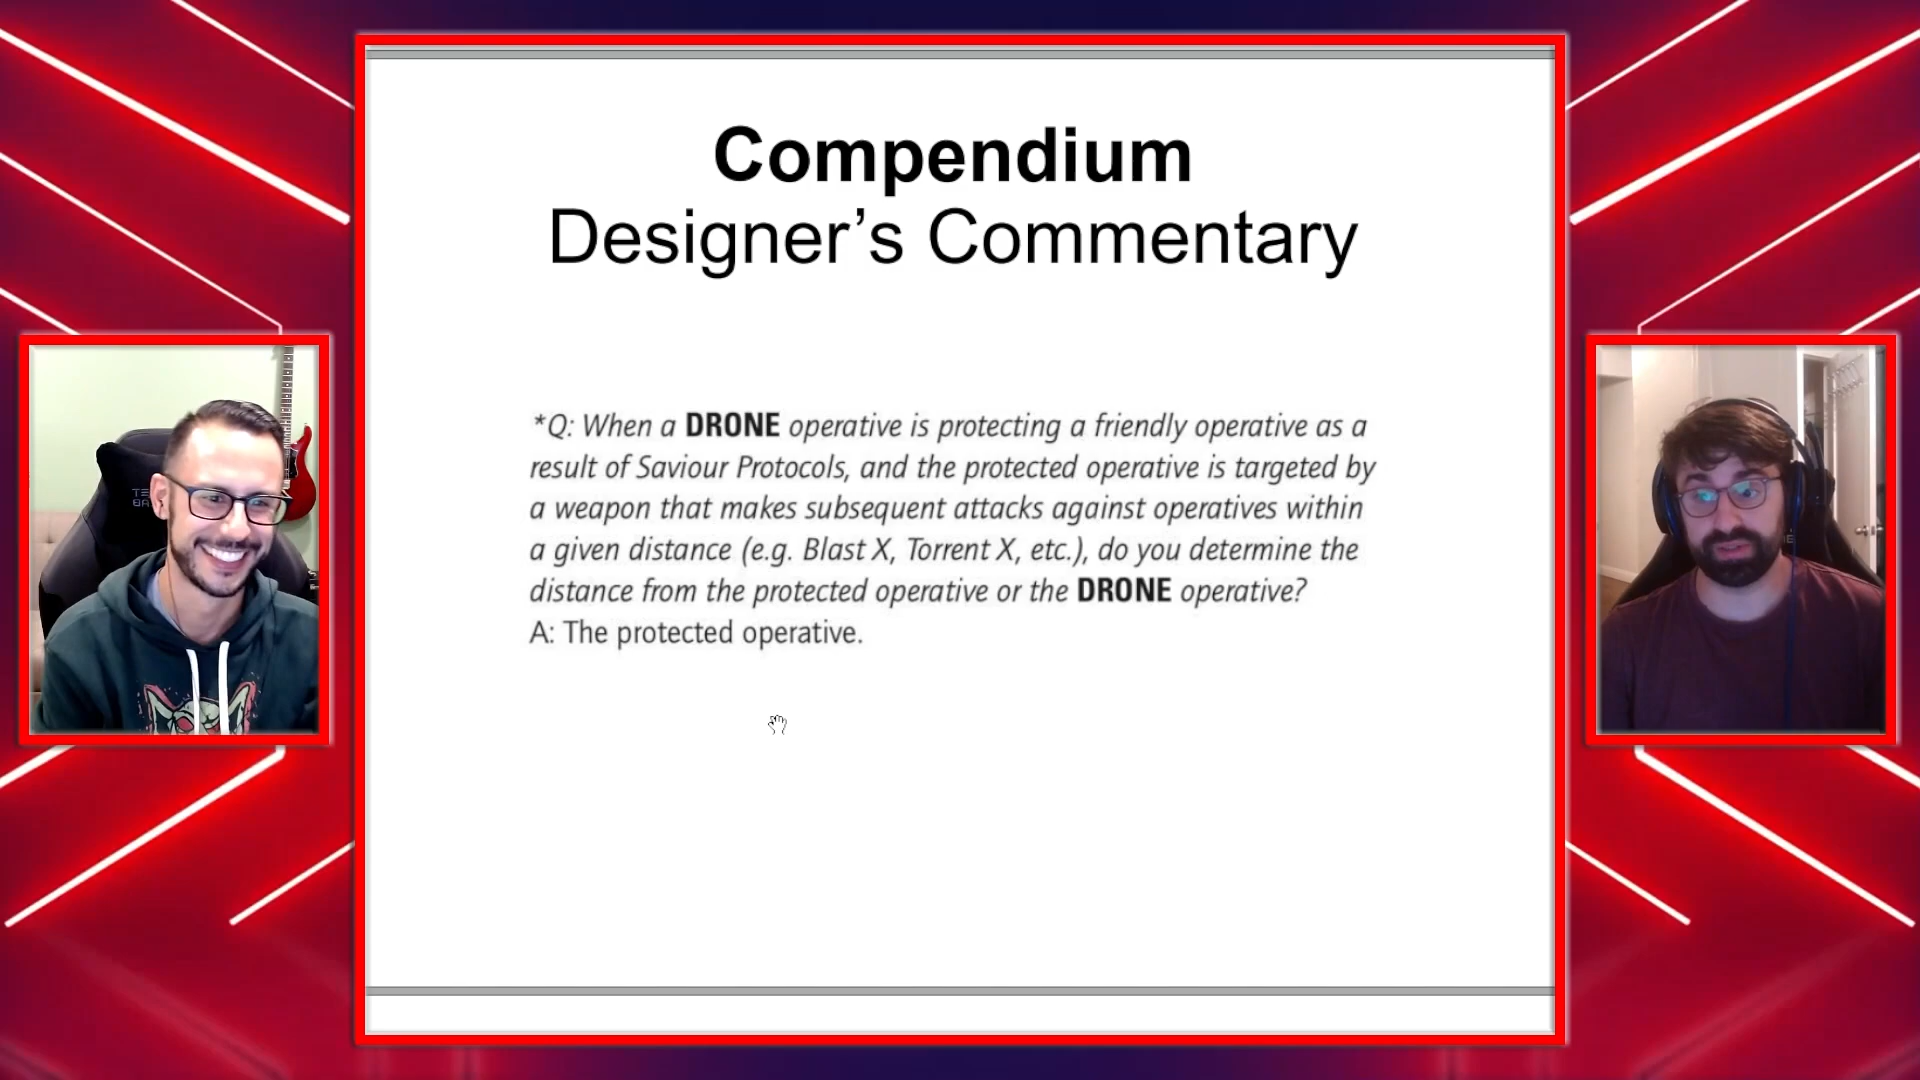 Compendium
Designer’s Commentary
*Q: When a DRONE operative is protecting a friendly operative as a
result of Saviour Protocols, and the protected operative is targeted by
a weapon that makes subsequent attacks against operatives within
a given distance (e.g. Blast X, Torrent X, etc.), do you determine the
distance from the protected operative or the DRONE operative?
A: The protected operative.